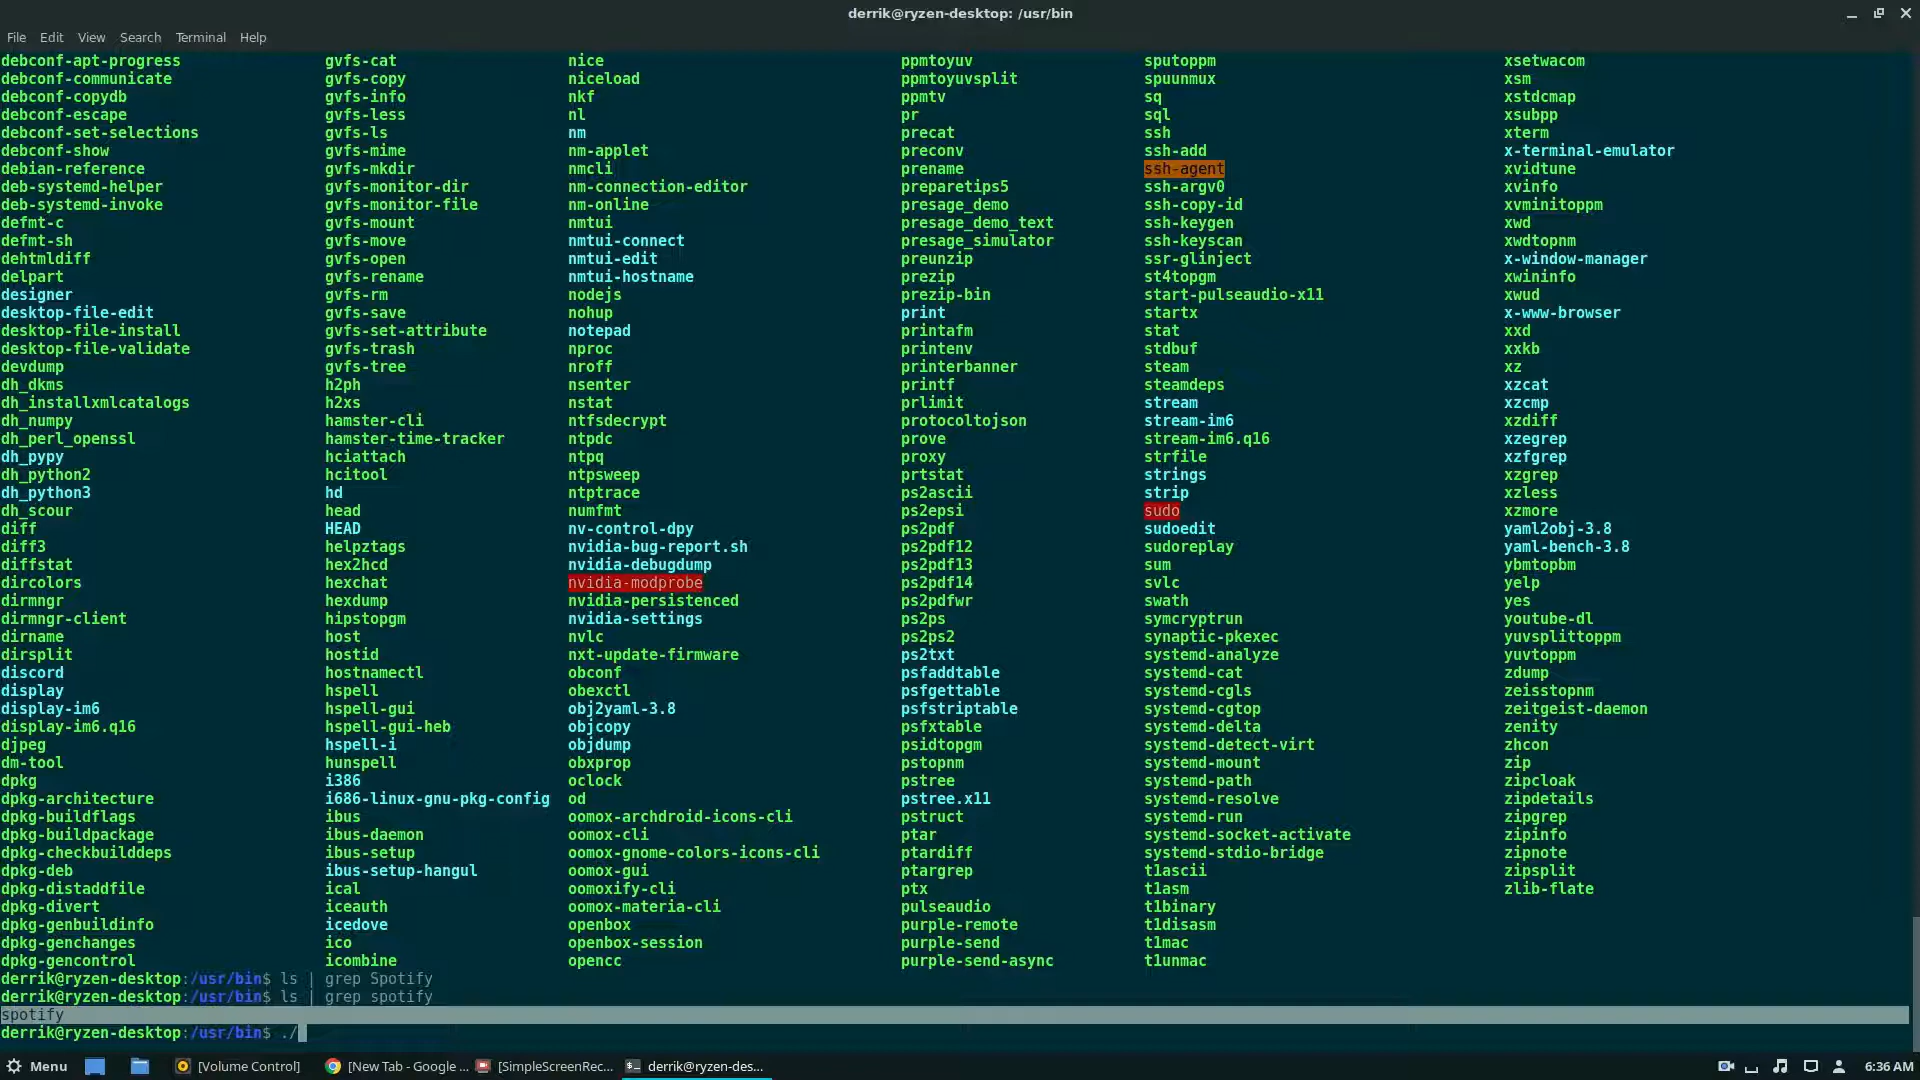 derrik@ryzen-desktop: /usr/bin
File Edit View Search Terminal Help
debconf-apt-progress gvfs-cat nice ppmtoyuv sputoppm xsetwacom
debconf-communicate gvfs-copy niceload ppmtoyuvsplit spuunmux xsm
debconf-copydb gvfs-info nkf ppmtv sq xstdcmap
debconf-escape gvfs-less nl pr sql xsubpp
debconf-set-selections gvfs-ls nm precat ssh xterm
debconf-show gvfs-mime nm-applet preconv ssh-add x-terminal-emulator
debian-reference gvfs-mkdir nmcli prename ssh-agent xvidtune
deb-systemd-helper gvfs-monitor-dir nm-connection-editor preparetips5 ssh-argv0 xvinfo
deb-systemd-invoke gvfs-monitor-file nm-online presage_demo ssh-copy-id xvminitoppm
defmt-c gvfs-mount nmtui presage_demo_text ssh-keygen xwd
defmt-sh gvfs-move nmtui-connect presage_simulator ssh-keyscan xwdtopnm
dehtmldiff gvfs-open nmtui-edit preunzip ssr-glinject x-window-manager
delpart gvfs-rename nmtui-hostname prezip st4topgm xwininfo
designer gvfs-rm nodejs prezip-bin start-pulseaudio-x11 xwud
desktop-file-edit gvfs-save nohup print startx x-www-browser
desktop-file-install gvfs-set-attribute notepad printafm stat xxd
desktop-file-validate gvfs-trash nproc printenv stdbuf xxkb
devdump gvfs-tree nroff printerbanner steam xz
dh_dkms h2ph nsenter printf steamdeps xzcat
dh_installxmlcatalogs h2xs nstat prlimit stream xzcmp
dh_numpy hamster-cli ntfsdecrypt protocoltojson stream-im6 xzdiff
dh_perl_openssl hamster-time-tracker ntpdc prove stream-im6.q16 xzegrep
dh_pypy hciattach ntpq proxy strfile xzfgrep
dh_python2 hcitool ntpsweep prtstat strings xzgrep
dh_python3 hd ntptrace ps2ascii strip xzless
dh_scour head numfmt ps2epsi sudo xzmore
diff HEAD nv-control-dpy ps2pdf sudoedit yaml2obj-3.8
diff3 helpztags nvidia-bug-report.sh ps2pdf12 sudoreplay yaml-bench-3.8
diffstat hex2hcd nvidia-debugdump ps2pdf13 sum ybmtopbm
dircolors hexchat nvidia-modprobe ps2pdf14 svlc yelp
dirmngr hexdump nvidia-persistenced ps2pdfwr swath yes
dirmngr-client hipstopgm nvidia-settings ps2ps symcryptrun youtube-dl
dirname host nvlc ps2ps2 synaptic-pkexec yuvsplittoppm
dirsplit hostid nxt-update-firmware ps2txt systemd-analyze yuvtoppm
discord hostnamectl obconf psfaddtable systemd-cat zdump
display hspell obexctl psfgettable systemd-cgls zeisstopnm
display-im6 hspell-gui obj2yaml-3.8 psfstriptable systemd-cgtop zeitgeist-daemon
display-im6.q16 hspell-gui-heb objcopy psfxtable systemd-delta zenity
djpeg hspell-i objdump psidtopgm systemd-detect-virt zhcon
dm-tool hunspell obxprop pstopnm systemd-mount zip
dpkg i386 oclock pstree systemd-path zipcloak
dpkg-architecture i686-linux-gnu-pkg-config od pstree.x11 systemd-resolve zipdetails
dpkg-buildflags ibus oomox-archdroid-icons-cli pstruct systemd-run zipgrep
dpkg-buildpackage ibus-daemon oomox-cli ptar systemd-socket-activate zipinfo
dpkg-checkbuilddeps ibus-setup oomox-gnome-colors-icons-cli ptardiff systemd-stdio-bridge zipnote
dpkg-deb ibus-setup-hangul oomox-gui ptargrep t1ascii zipsplit
dpkg-distaddfile ical oomoxify-cli ptx t1asm zlib-flate
dpkg-divert iceauth oomox-materia-cli pulseaudio t1binary
dpkg-genbuildinfo icedove openbox purple-remote t1disasm
dpkg-genchanges ico openbox-session purple-send t1mac
dpkg-gencontrol icombine opencc purple-send-async t1unmac
derrik@ryzen-desktop:/usr/bin$ ls | grep Spotify
derrik@ryzen-desktop:/usr/bin$ ls | grep spotify
spotify
derrik@ryzen-desktop:/usr/bin$ ./
Menu [Volume Control] [New Tab - Google ... [SimpleScreenRec... derrik@ryzen-des... 6:36 AM